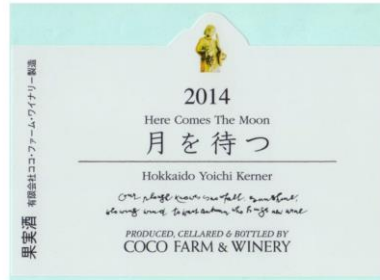 2014
Here Comes The Moon
月を待つ
Hokkaido Yoichi Kerner
PRODUCED, CELLARED & BOTTLED BY
COCO FARM & WINERY
果実酒 有限会社ココ・ファーム・ワイナリー製造